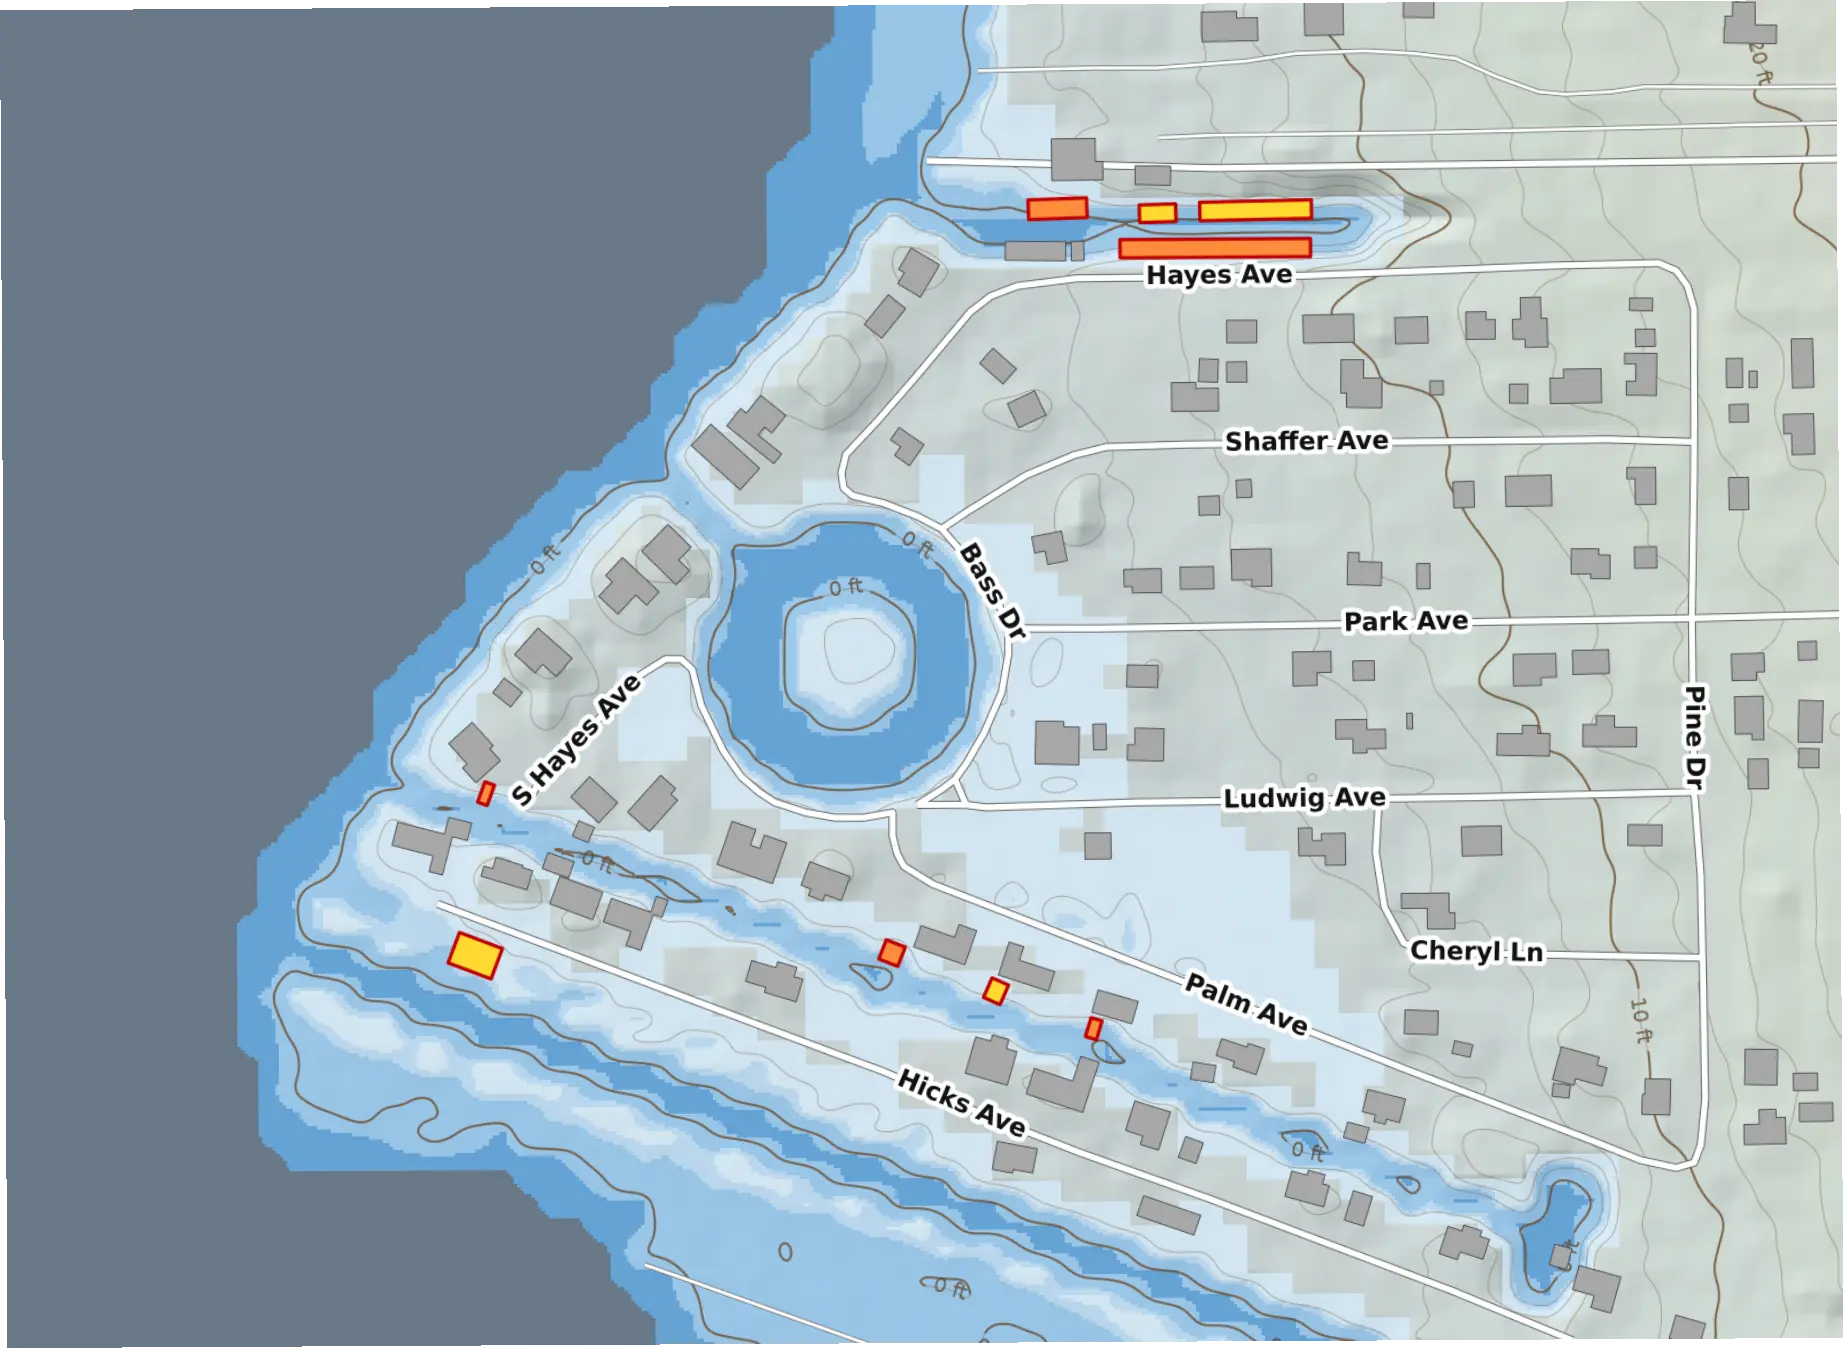 20 ft
Hayes Ave
Shaffer Ave
0 ft
0 ft
0 ft
Bass Dr
Park Ave
S Hayes Ave
Pine Dr
Ludwig Ave
0 ft
Cheryl Ln
Palm Ave
10 ft
Hicks Ave
0 ft
0 ft